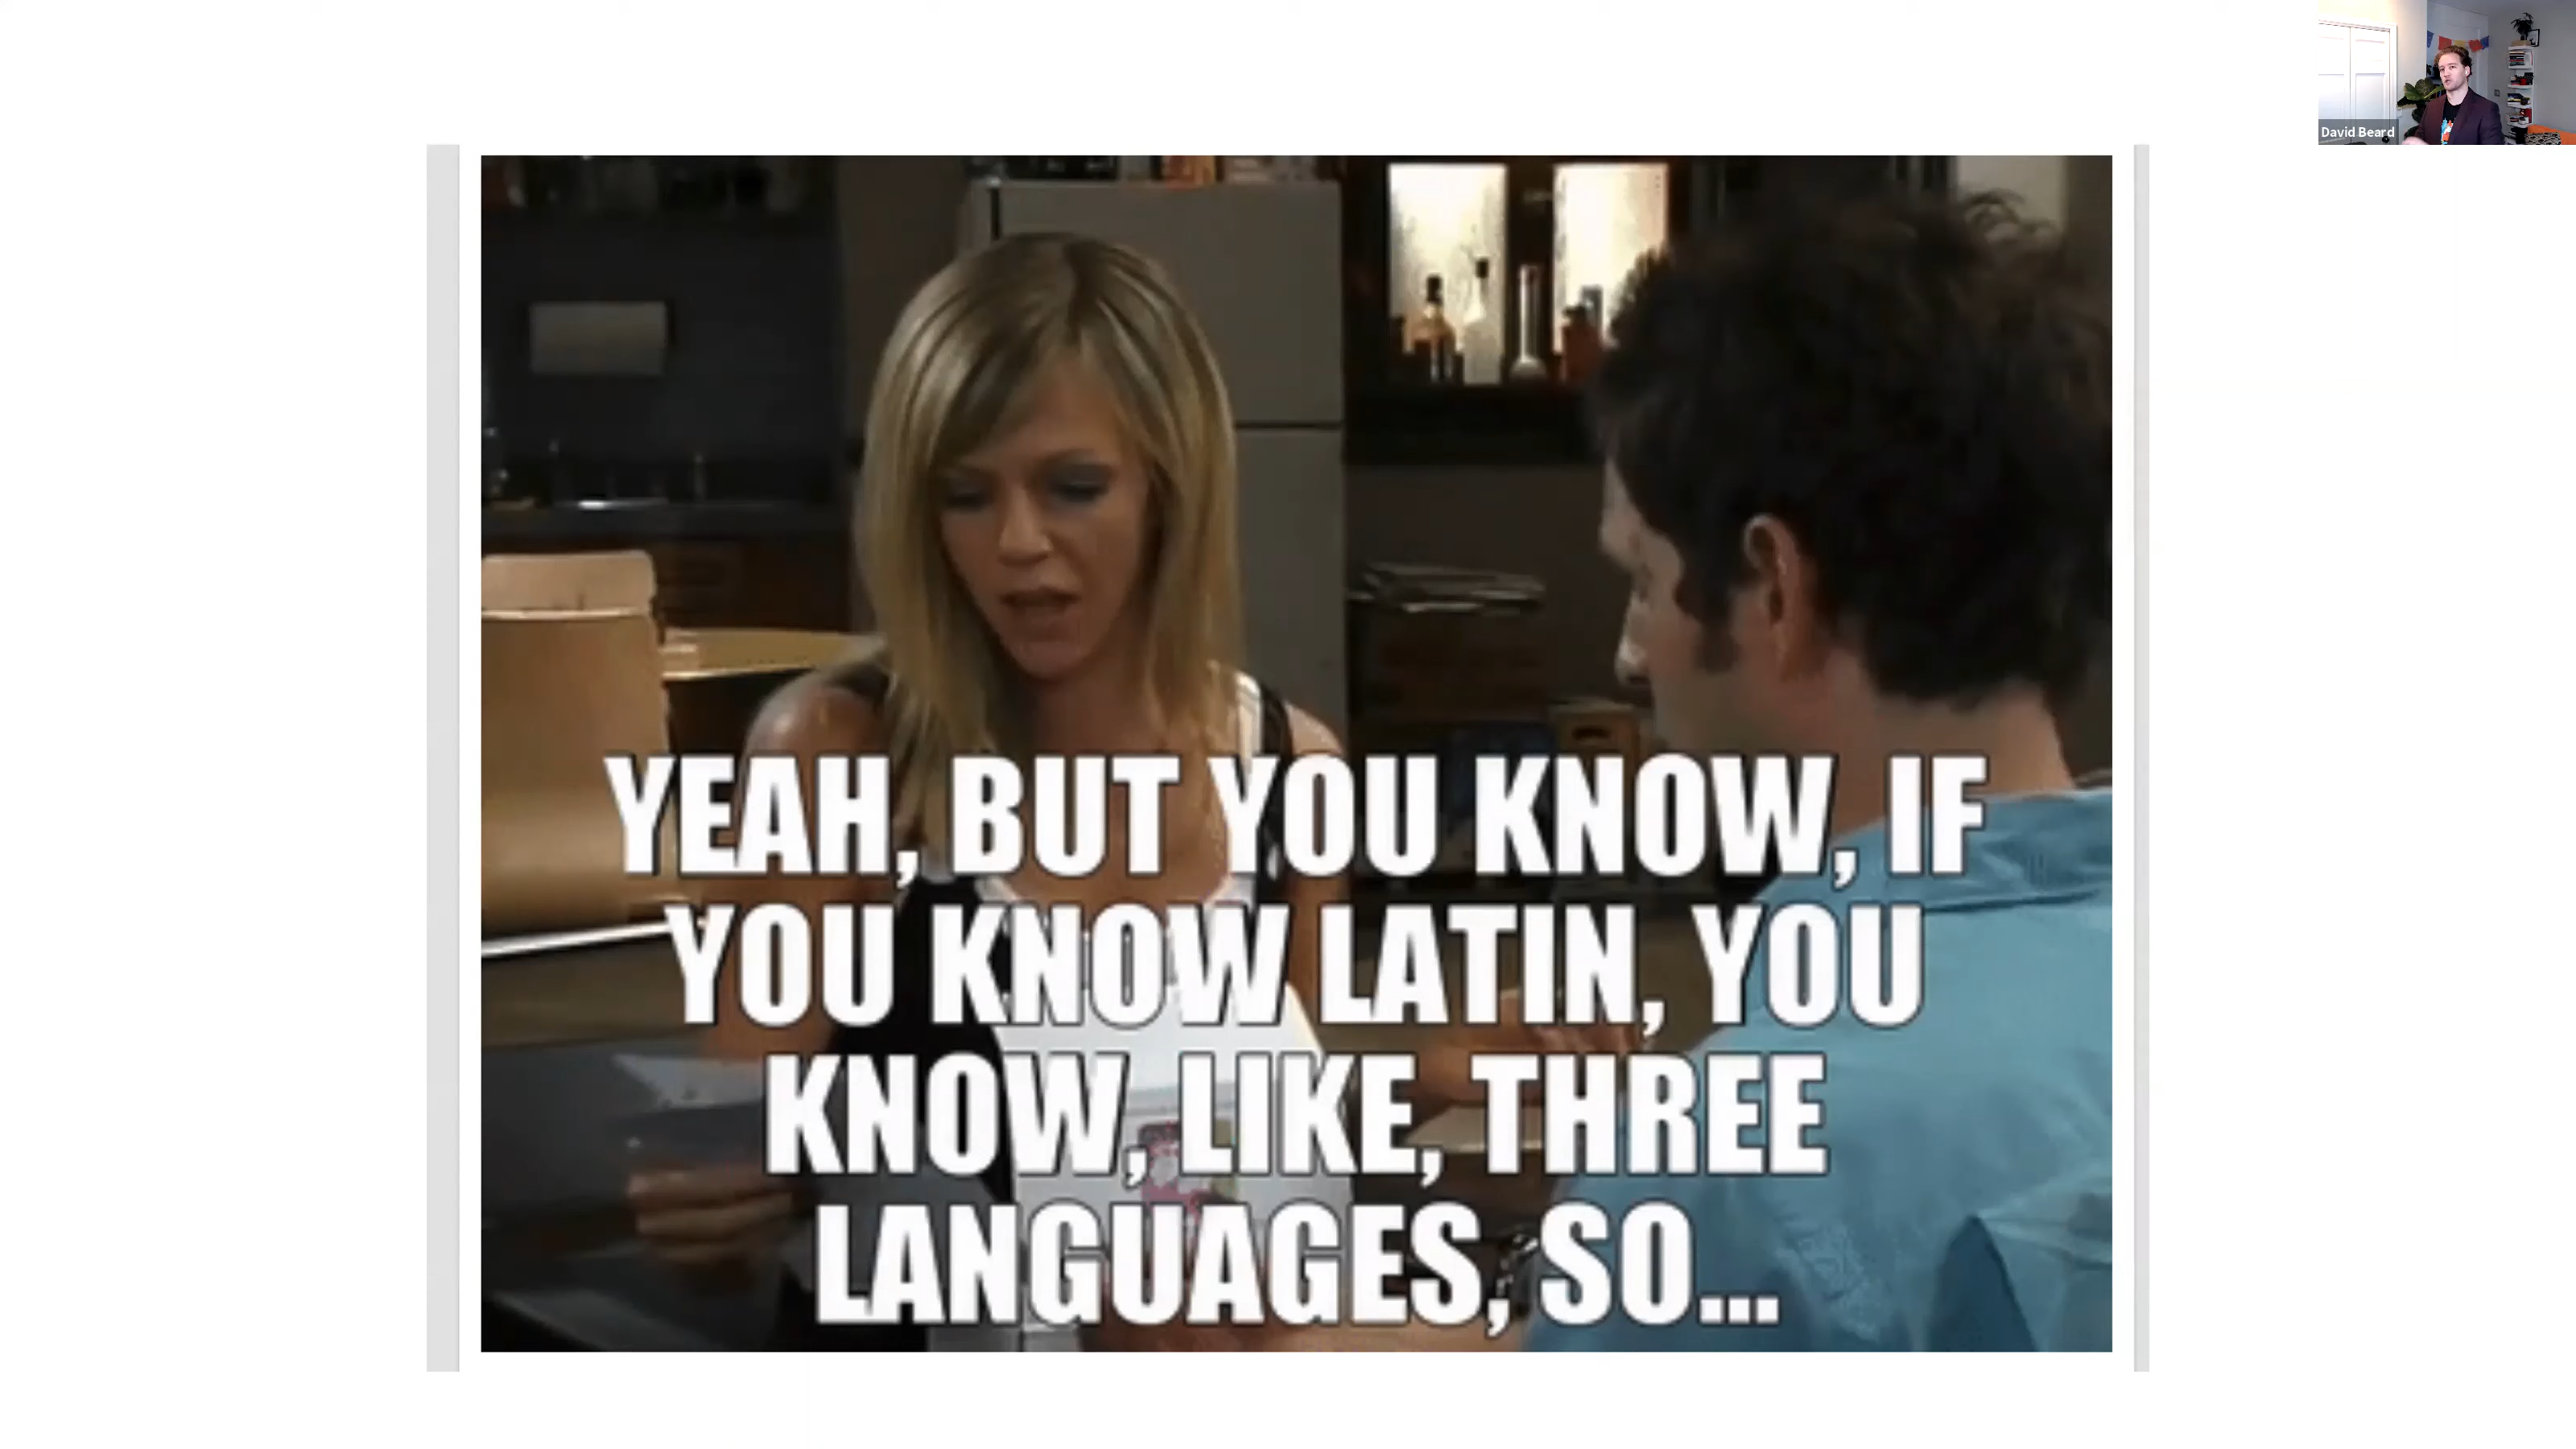 David Beard
YEAH, BUT YOU KNOW, IF
YOU KNOW LATIN, YOU
KNOW, LIKE, THREE
LANGUAGES, SO...